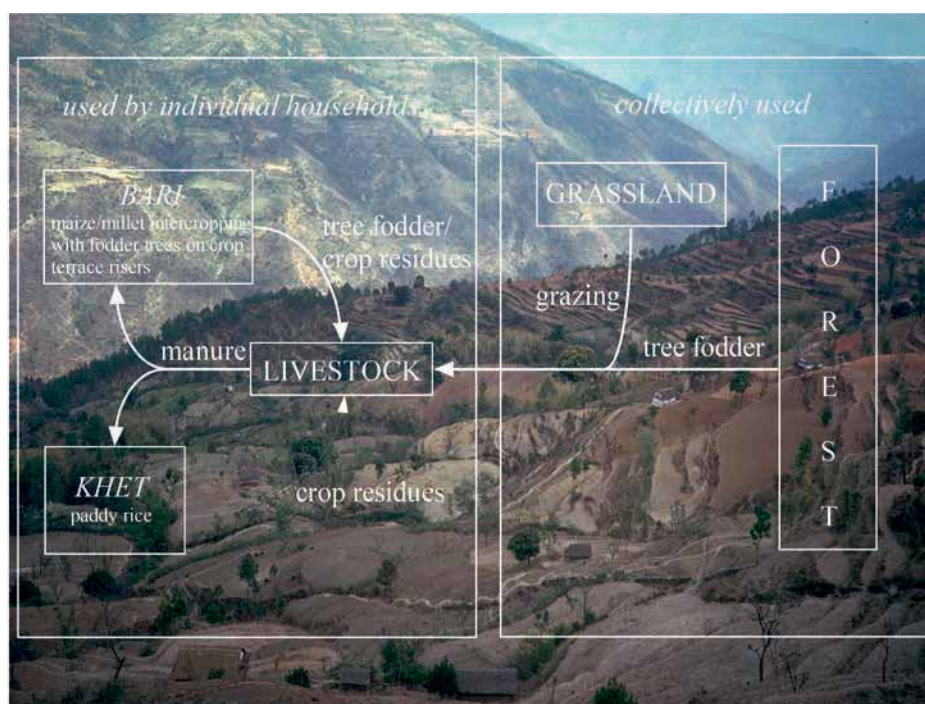 used by individual households
collectively used
BARI
maize/millet intercropping
with fodder trees on crop
terrace risers
tree fodder/
crop residues
GRASSLAND
grazing
manure
LIVESTOCK
tree fodder
KHET
paddy rice
crop residues
F
O
R
E
S
T